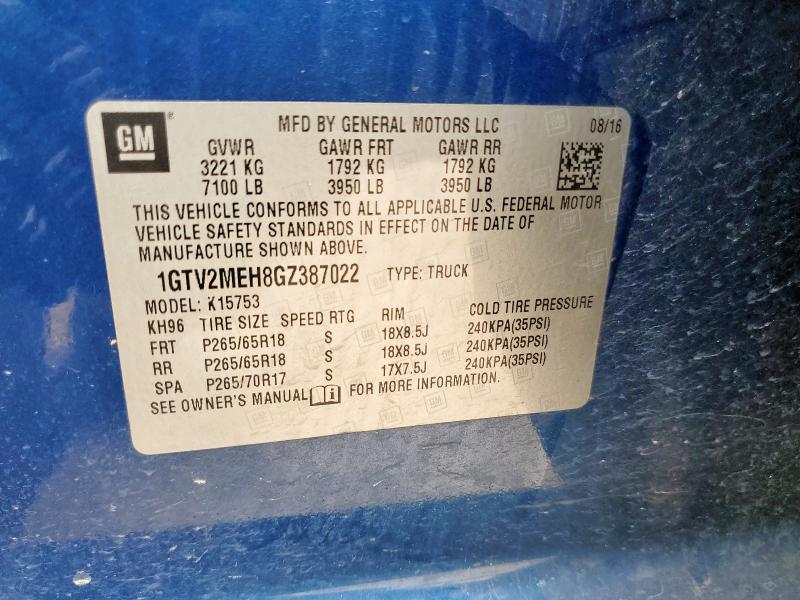 GM
MFD BY GENERAL MOTORS LLC 08/16
GVWR GAWR FRT GAWR RR
3221 KG 1792 KG 1792 KG
7100 LB 3950 LB 3950 LB
THIS VEHICLE CONFORMS TO ALL APPLICABLE U.S. FEDERAL MOTOR
VEHICLE SAFETY STANDARDS IN EFFECT ON THE DATE OF
MANUFACTURE SHOWN ABOVE.
1GTV2MEH8GZ387022 TYPE: TRUCK
MODEL: K15753
KH96 TIRE SIZE SPEED RTG RIM COLD TIRE PRESSURE
FRT P265/65R18 S 18X8.5J 240KPA(35PSI)
RR P265/65R18 S 18X8.5J 240KPA(35PSI)
SPA P265/70R17 S 17X7.5J 240KPA(35PSI)
SEE OWNER'S MANUAL FOR MORE INFORMATION.